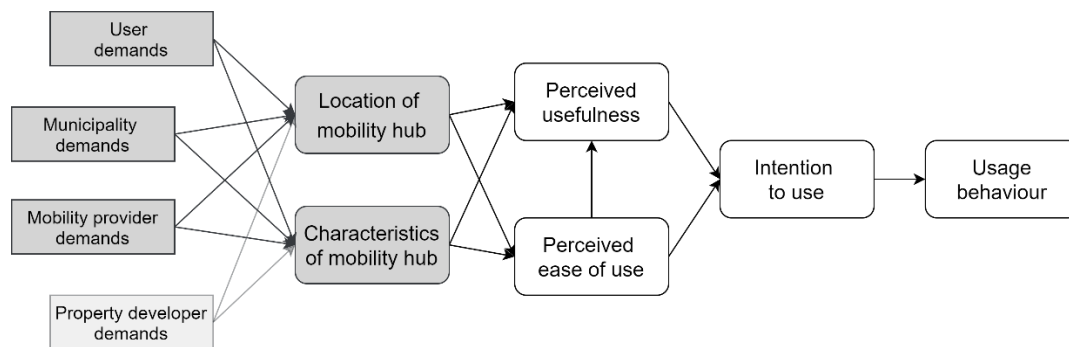 User
demands
Municipality
demands
Mobility provider
demands
Property developer
demands
Location of
mobility hub
Characteristics
of mobility hub
Perceived
usefulness
Perceived
ease of use
Intention
to use
Usage
behaviour